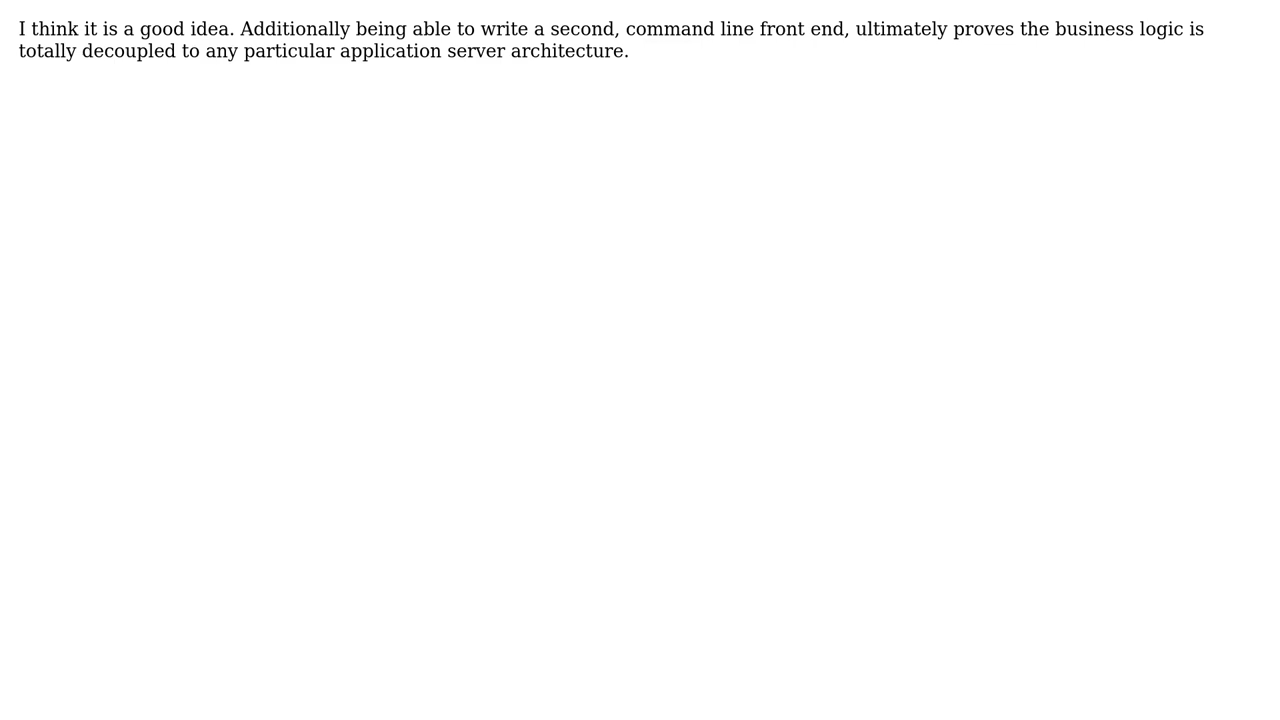 I think it is a good idea. Additionally being able to write a second, command line front end, ultimately proves the business logic is
totally decoupled to any particular application server architecture.